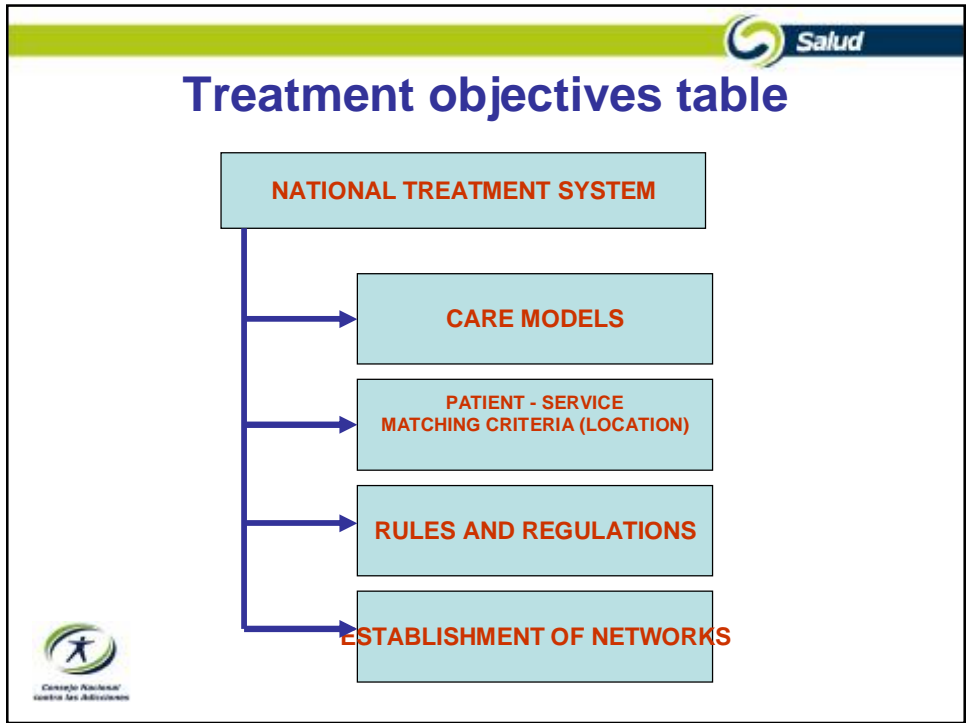 Salud
Treatment objectives table
NATIONAL TREATMENT SYSTEM
CARE MODELS
PATIENT - SERVICE
MATCHING CRITERIA (LOCATION)
RULES AND REGULATIONS
ESTABLISHMENT OF NETWORKS
Consejo Nacional
contra las Adicciones